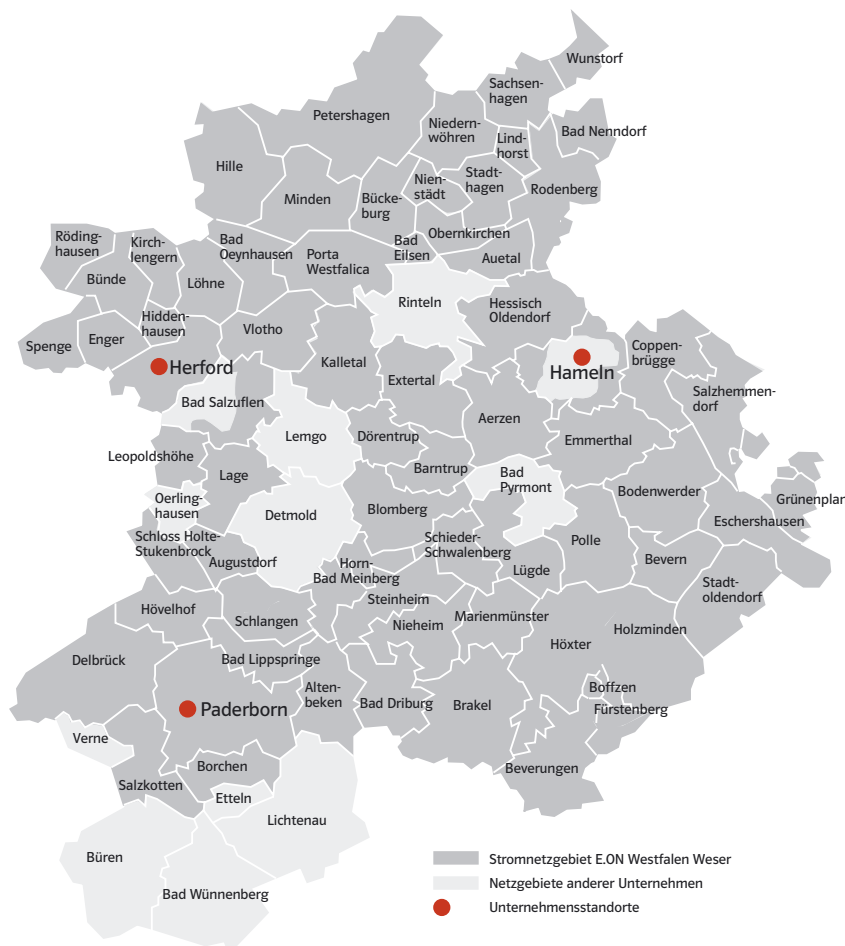 Wunstorf
Sachsen-
hagen
Petershagen
Niedern-
wöhren
Lind-
horst
Bad Nenndorf
Hille
Nien-
städt
Stadt-
hagen
Minden
Bücke-
burg
Rodenberg
Röding-
hausen
Kirch-
lengern
Bad
Oeynhausen
Porta
Westfalica
Bad
Eilsen
Obernkirchen
Auetal
Bünde
Löhne
Rinteln
Hessisch
Oldendorf
Hidden-
hausen
Vlotho
Spenge
Enger
Herford
Kalletal
Extertal
Hameln
Coppen-
brügge
Salzhemmen-
dorf
Bad Salzuflen
Aerzen
Lemgo
Dörentrup
Emmerthal
Leopoldshöhe
Lage
Barntrup
Bad
Pyrmont
Oerling-
hausen
Detmold
Blomberg
Bodenwerder
Grünenplan
Eschershausen
Schloss Holte-
Stukenbrock
Augustdorf
Horn-
Bad Meinberg
Schieder-
Schwalenberg
Lügde
Polle
Bevern
Stadt-
oldendorf
Steinheim
Hövelhof
Schlangen
Nieheim
Marienmünster
Höxter
Holzminden
Delbrück
Bad Lippspringe
Alten-
beken
Bad Driburg
Brakel
Boffzen
Fürstenberg
Paderborn
Verne
Borchen
Salzkotten
Etteln
Beverungen
Lichtenau
Büren
Bad Wünnenberg
Stromnetzgebiet E.ON Westfalen Weser
Netzgebiete anderer Unternehmen
Unternehmensstandorte